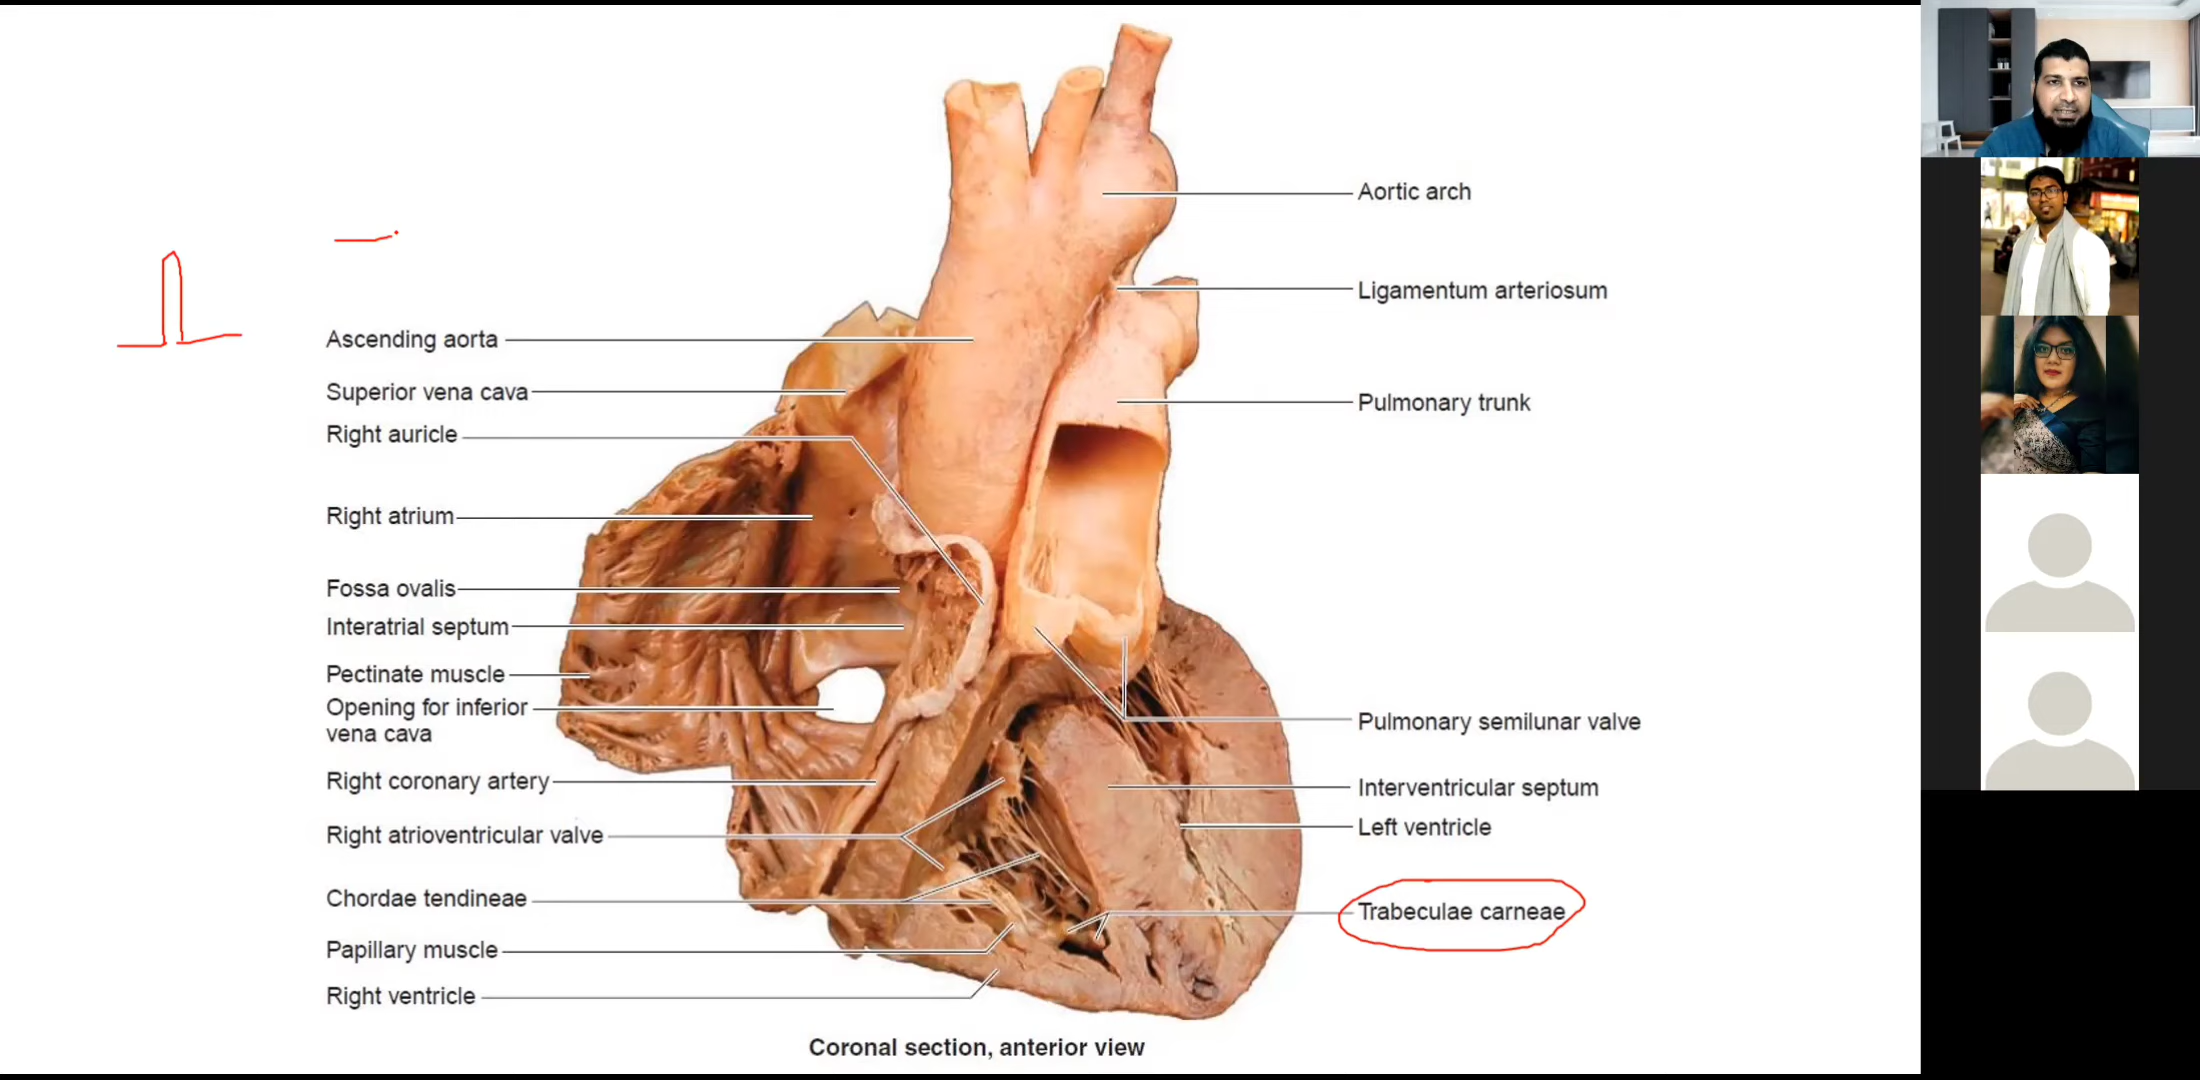 Aortic arch
Ligamentum arteriosum
Ascending aorta
Superior vena cava
Pulmonary trunk
Right auricle
Right atrium
Fossa ovalis
Interatrial septum
Pectinate muscle
Opening for inferior
vena cava
Pulmonary semilunar valve
Right coronary artery
Interventricular septum
Left ventricle
Right atrioventricular valve
Chordae tendineae
Trabeculae carneae
Papillary muscle
Right ventricle
Coronal section, anterior view